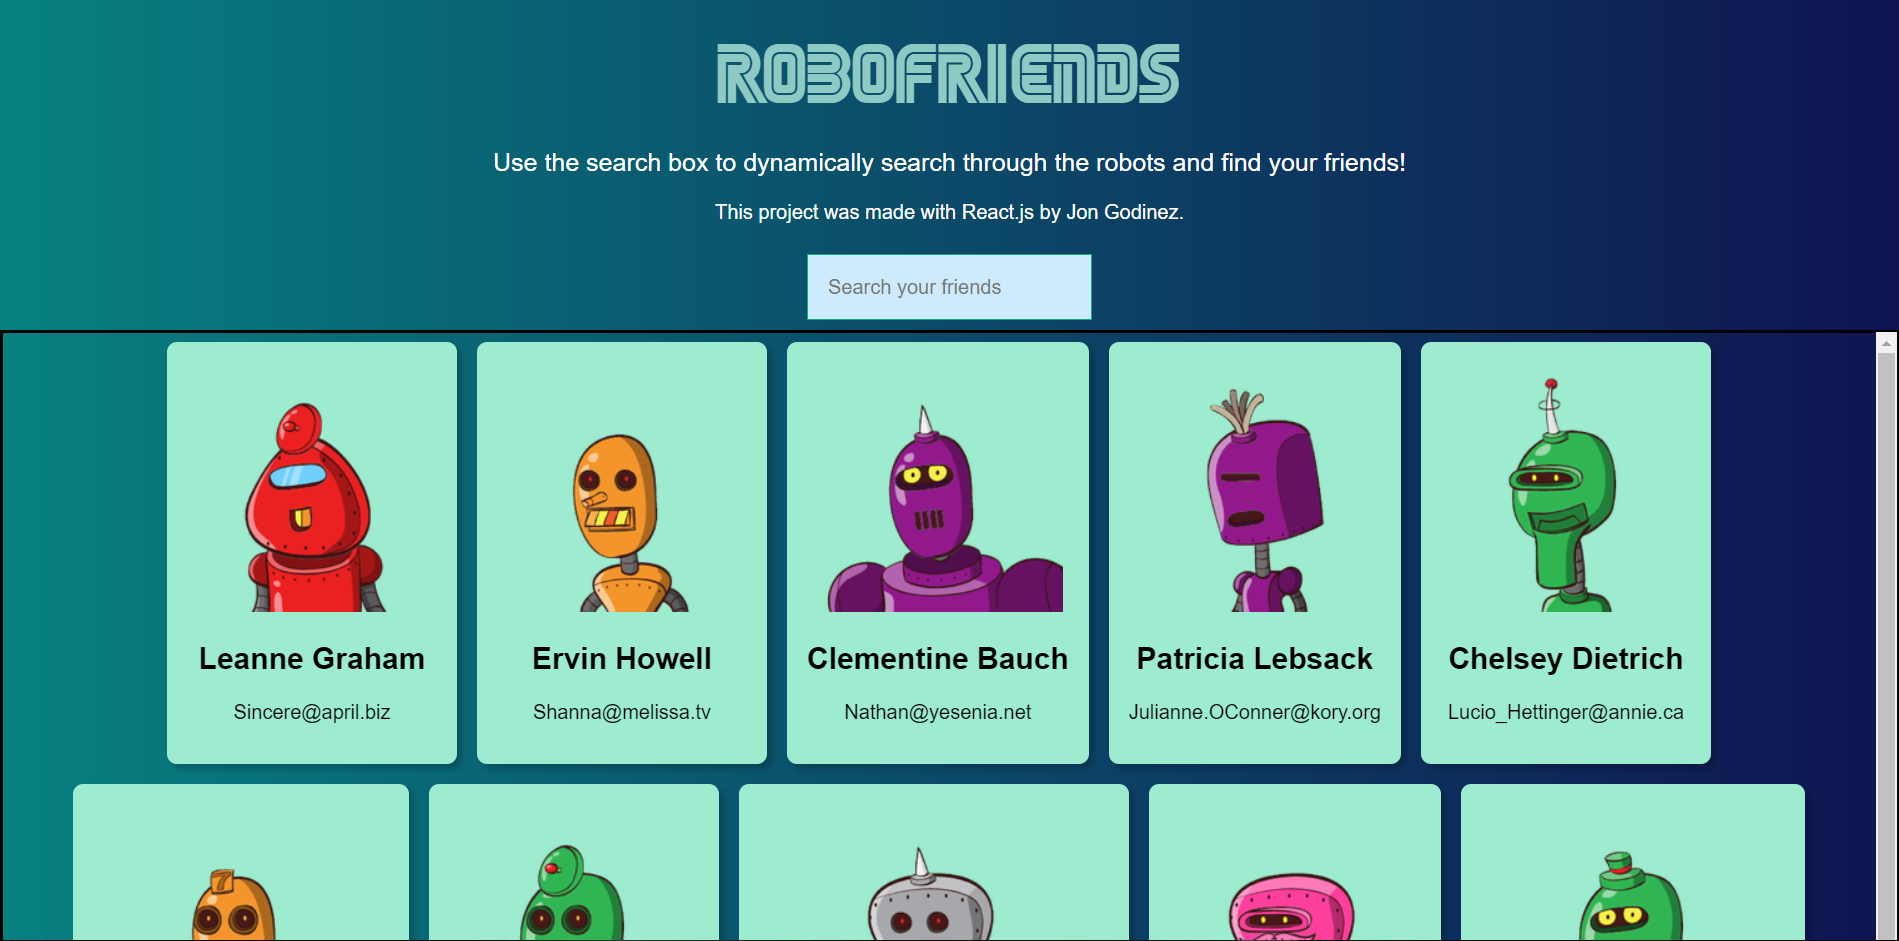 ROBOFRIENDS
Use the search box to dynamically search through the robots and find your friends!
This project was made with React.js by Jon Godinez.
Search your friends
Leanne Graham
Sincere@april.biz
Ervin Howell
Shanna@melissa.tv
Clementine Bauch
Nathan@yesenia.net
Patricia Lebsack
Julianne.OConner@kory.org
Chelsey Dietrich
Lucio_Hettinger@annie.ca
7